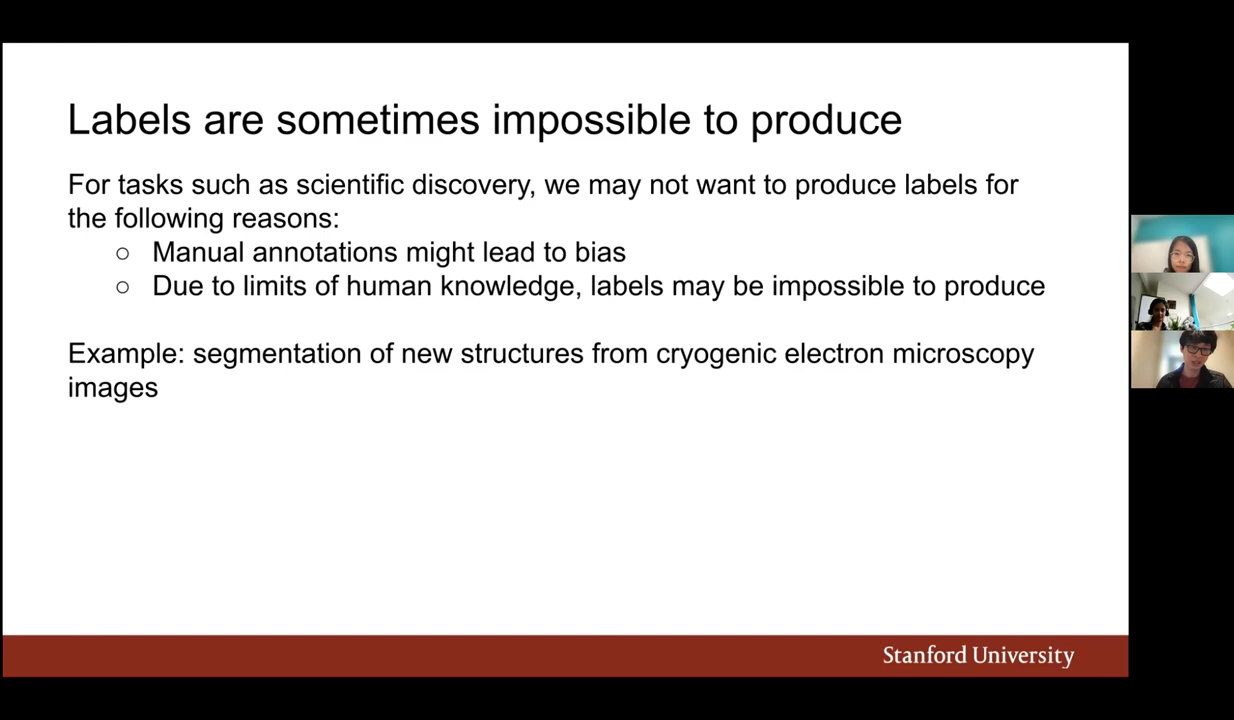 Labels are sometimes impossible to produce
For tasks such as scientific discovery, we may not want to produce labels for
the following reasons:
○ Manual annotations might lead to bias
○ Due to limits of human knowledge, labels may be impossible to produce
Example: segmentation of new structures from cryogenic electron microscopy
images
Stanford University